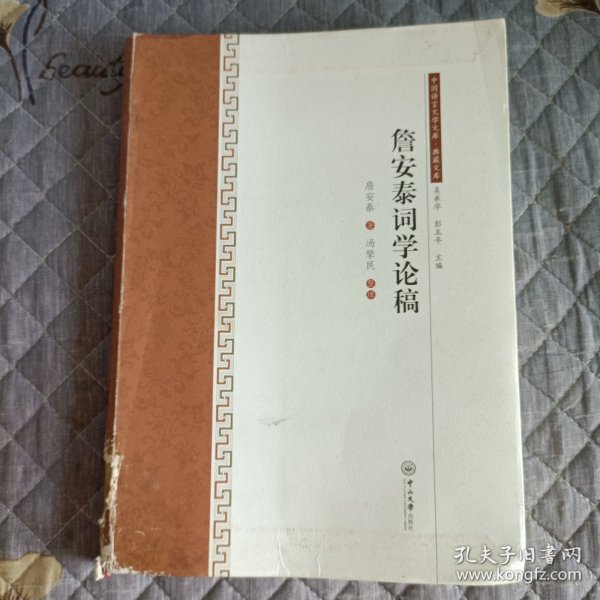 中国语言文学文库·典藏文库
吴承学 彭玉平 主编
詹安泰词学论稿
詹安泰 著 汤擎民 整理
中山大学出版社
beauty
孔夫子旧书网
www.kongfz.com